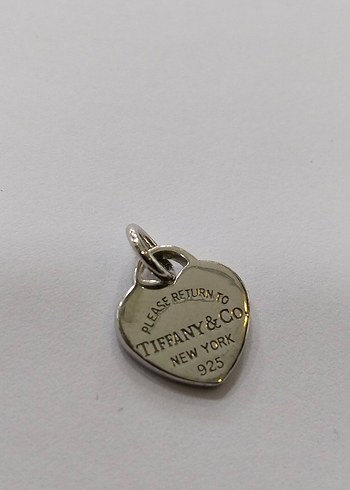 PLEASE RETURN TO
TIFFANY & Co.
NEW YORK
925